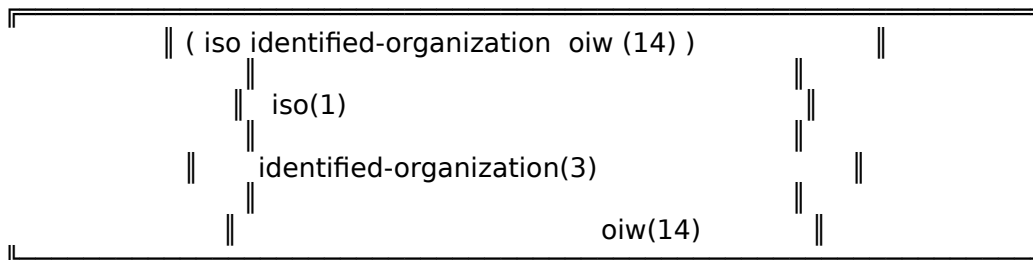 ( iso identified-organization  oiw (14) )
iso(1)
identified-organization(3)
oiw(14)